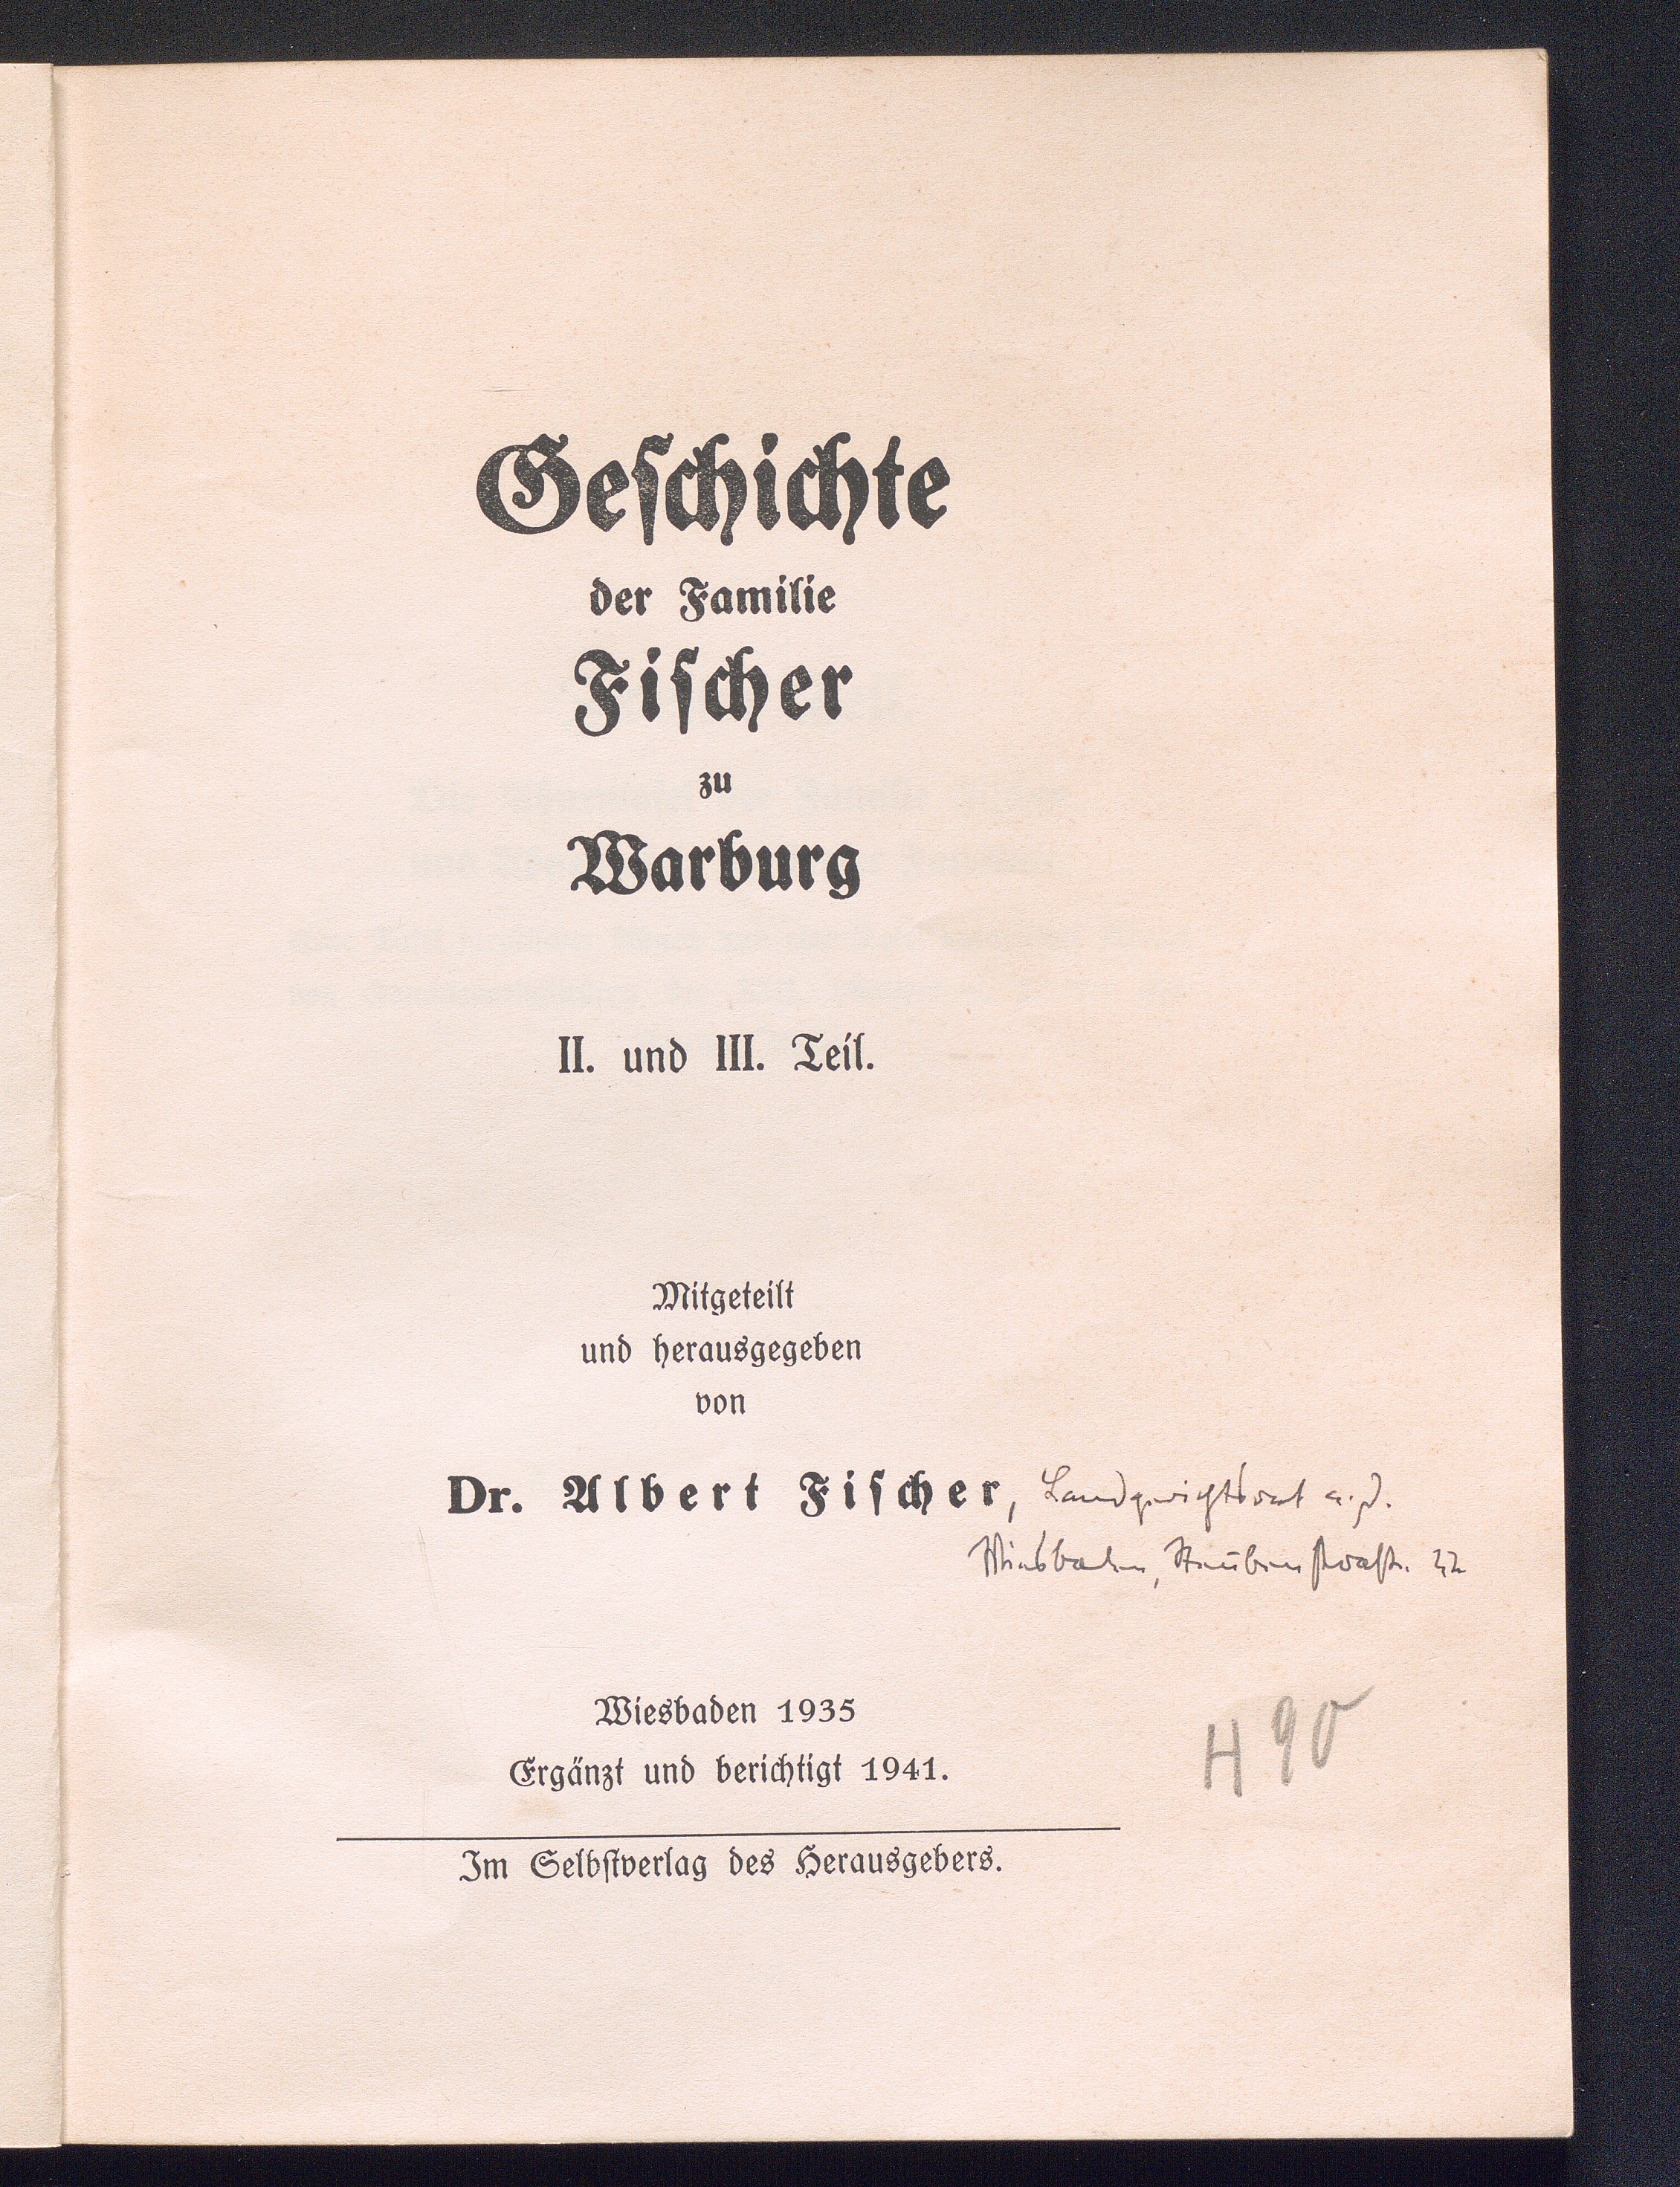 Geschichte
der Familie
Fischer
zu
Warburg
II. und III. Teil.
Mitgeteilt
und herausgegeben
von
Dr. Albert Fischer, Landgerichtsrat a. D.
Wiesbaden,
Wiesbaden 1935
H 90
Ergänzt und berichtigt 1941.
Im Selbstverlag des Herausgebers.